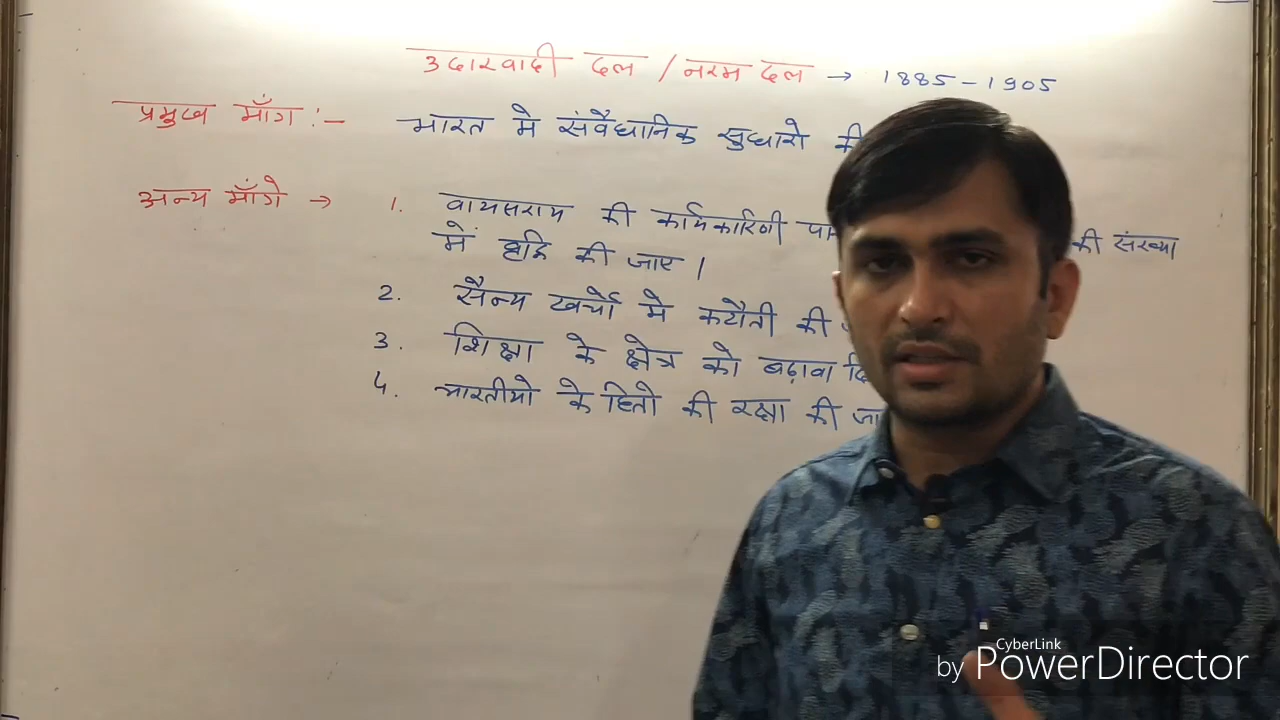 उदारवादी दल / नरम दल → 1885-1905
प्रमुख माँग :- भारत मे संवैधानिक सुधारो की
अन्य माँगे → 1. वायसराय की कार्यकारिणी की संख्या
में वृद्धि की जाए ।
2. सैन्य खर्चो मे कटौती की
3. शिक्षा के क्षेत्र को बढ़ावा
4. भारतीयो के हितो की रक्षा की
CyberLink
by PowerDirector